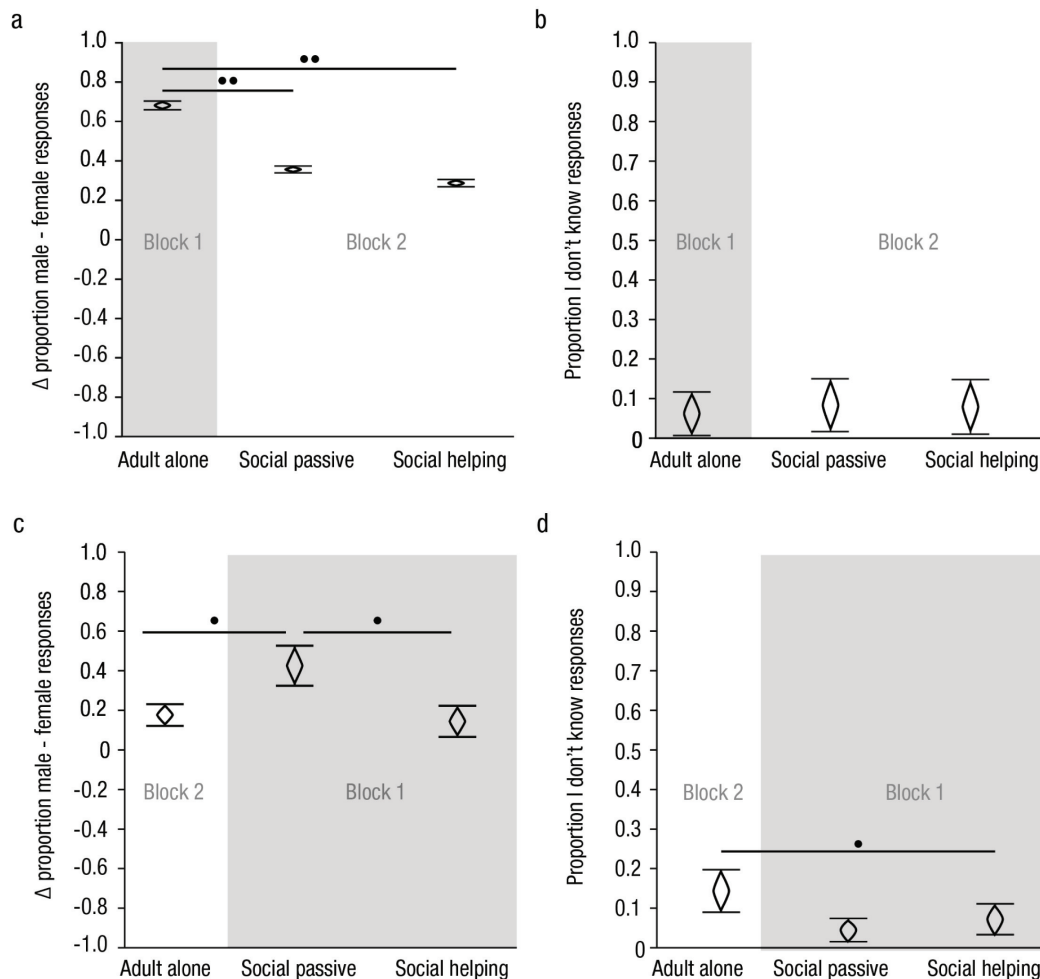 a
Δ proportion male - female responses
1.0
0.8
0.6
0.4
0.2
0
-0.2
-0.4
-0.6
-0.8
-1.0
Block 1
Block 2
Adult alone
Social passive
Social helping
b
Proportion I don't know responses
1.0
0.9
0.8
0.7
0.6
0.5
0.4
0.3
0.2
0.1
0
Block 1
Block 2
Adult alone
Social passive
Social helping
c
Δ proportion male - female responses
1.0
0.8
0.6
0.4
0.2
0
-0.2
-0.4
-0.6
-0.8
-1.0
Block 2
Block 1
Adult alone
Social passive
Social helping
d
Proportion I don't know responses
1.0
0.9
0.8
0.7
0.6
0.5
0.4
0.3
0.2
0.1
0
Block 2
Block 1
Adult alone
Social passive
Social helping